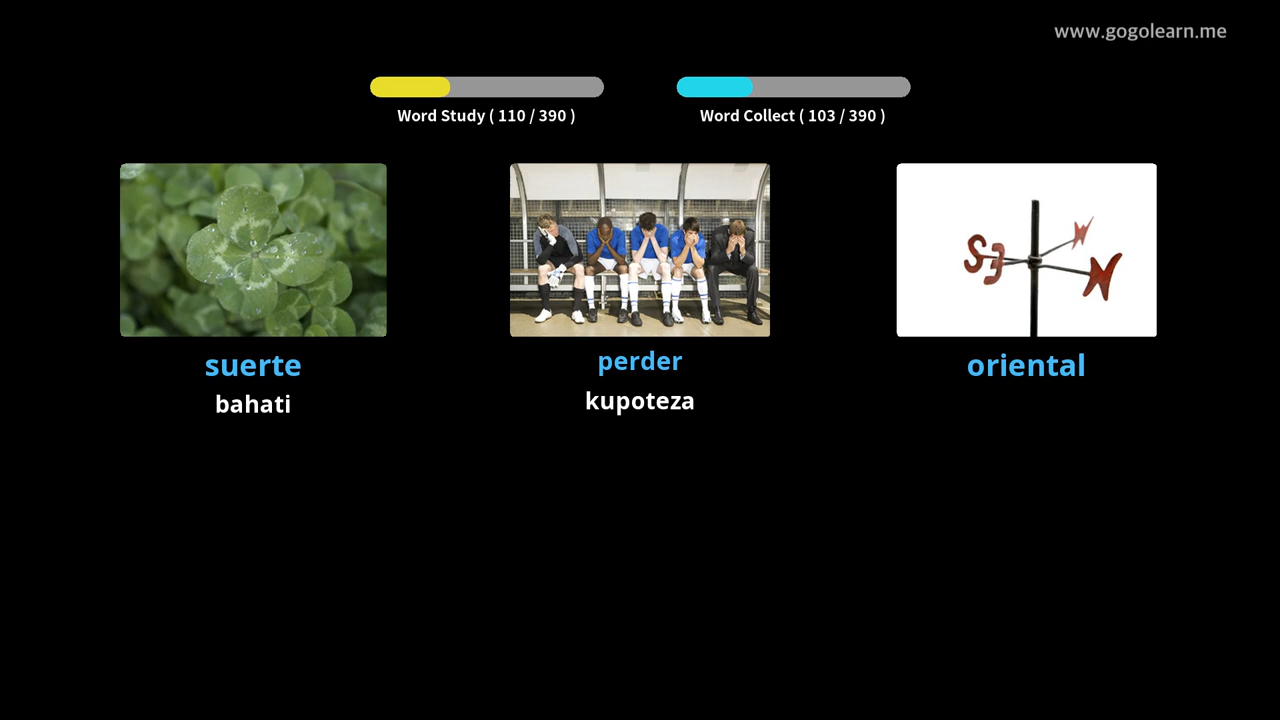 www.gogolearn.me
Word Study ( 110 / 390 )
Word Collect ( 103 / 390 )
S E N
suerte
perder
oriental
bahati
kupoteza